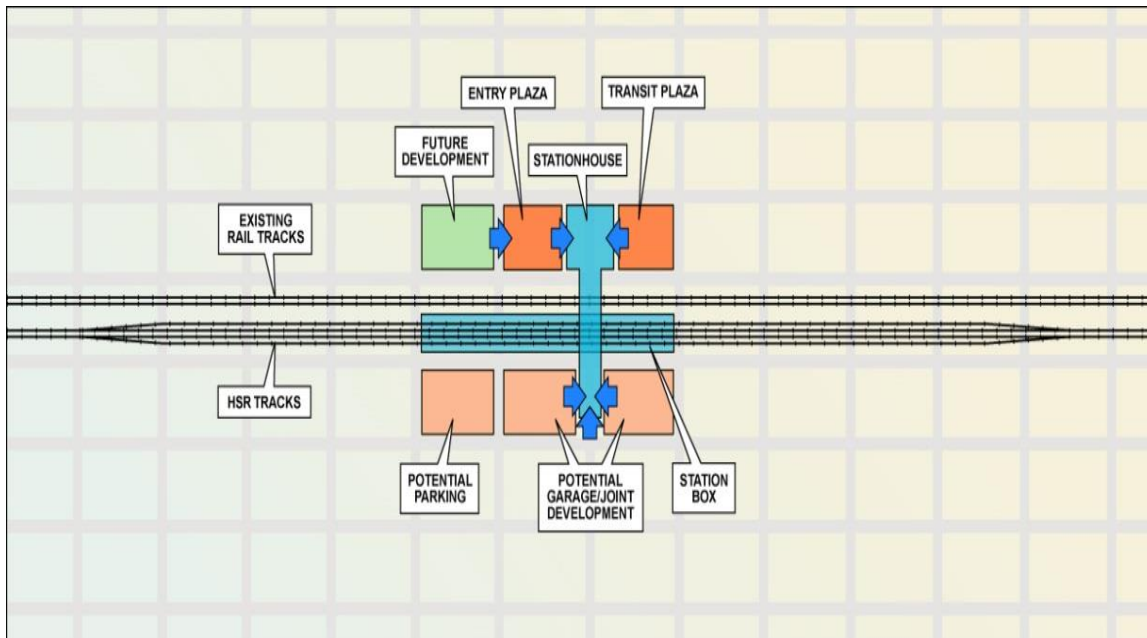 ENTRY PLAZA
TRANSIT PLAZA
FUTURE
DEVELOPMENT
STATIONHOUSE
EXISTING
RAIL TRACKS
HSR TRACKS
POTENTIAL
PARKING
POTENTIAL
GARAGE/JOINT
DEVELOPMENT
STATION
BOX